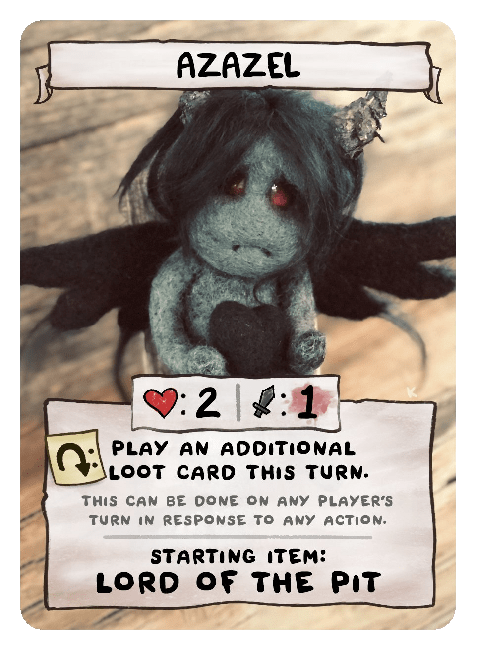 AZAZEL
: 2 | : 1
: PLAY AN ADDITIONAL
LOOT CARD THIS TURN.
THIS CAN BE DONE ON ANY PLAYER'S
TURN IN RESPONSE TO ANY ACTION.
STARTING ITEM:
LORD OF THE PIT
K